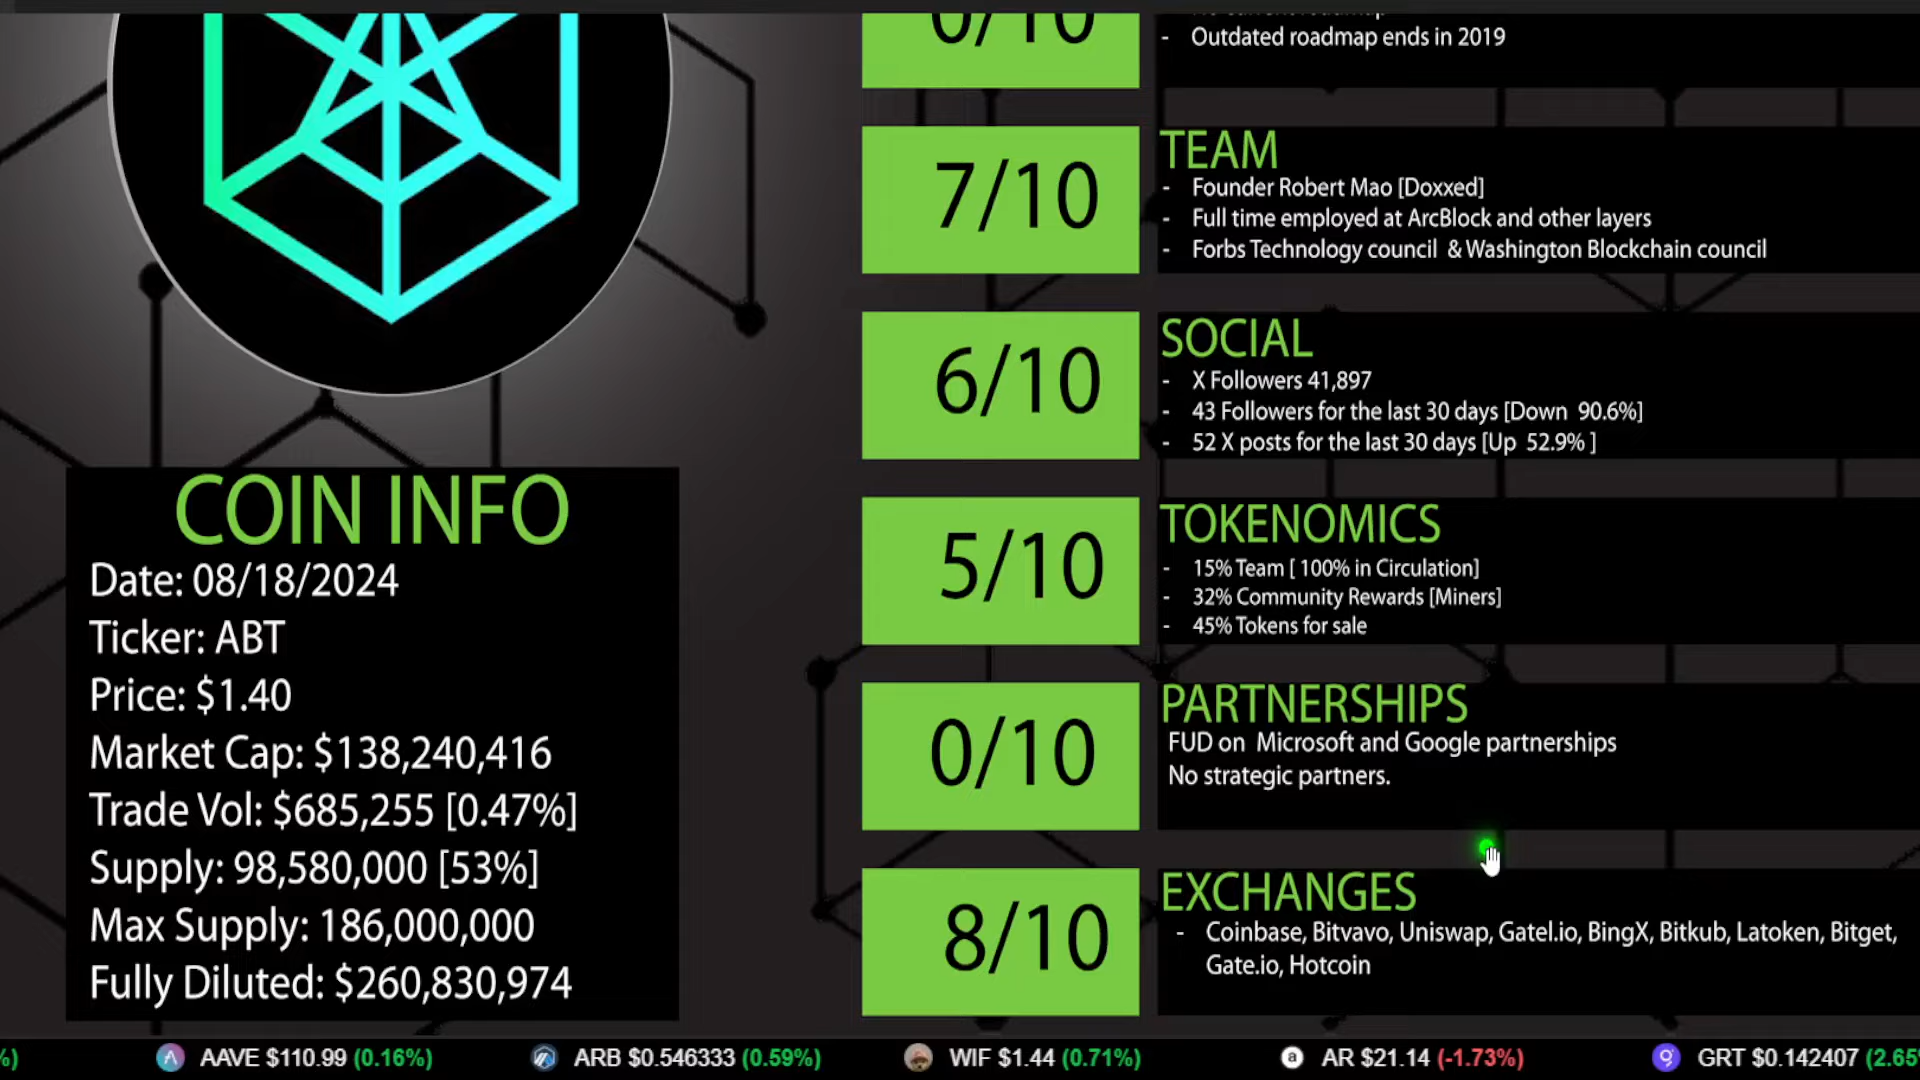 0/10
No current roadmap
- Outdated roadmap ends in 2019
7/10
TEAM
- Founder Robert Mao [Doxxed]
- Full time employed at ArcBlock and other layers
- Forbs Technology council & Washington Blockchain council
6/10
SOCIAL
- X Followers 41,897
- 43 Followers for the last 30 days [Down 90.6%]
- 52 X posts for the last 30 days [Up 52.9% ]
5/10
TOKENOMICS
- 15% Team [ 100% in Circulation]
- 32% Community Rewards [Miners]
- 45% Tokens for sale
0/10
PARTNERSHIPS
FUD on Microsoft and Google partnerships
No strategic partners.
8/10
EXCHANGES
- Coinbase, Bitvavo, Uniswap, Gatel.io, BingX, Bitkub, Latoken, Bitget,
Gate.io, Hotcoin
COIN INFO
Date: 08/18/2024
Ticker: ABT
Price: $1.40
Market Cap: $138,240,416
Trade Vol: $685,255 [0.47%]
Supply: 98,580,000 [53%]
Max Supply: 186,000,000
Fully Diluted: $260,830,974
%) AAVE $110.99 (0.16%) ARB $0.546333 (0.59%) WIF $1.44 (0.71%) AR $21.14 (-1.73%) GRT $0.142407 (2.65%